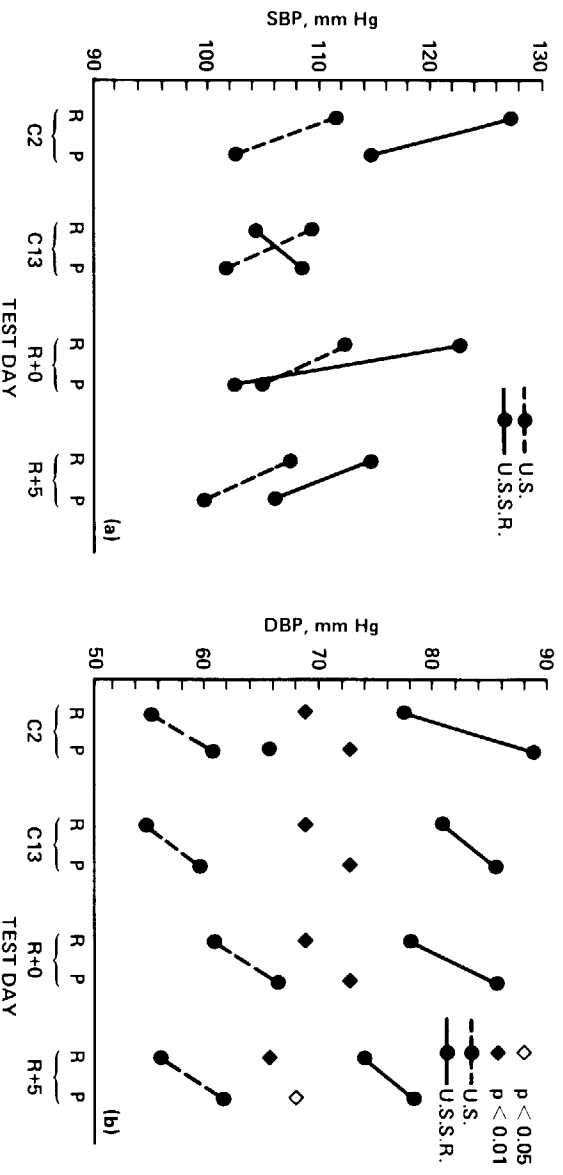 SBP, mm Hg
130
120
110
100
90
R P R P R P R P
C2 C13 R+0 R+5
TEST DAY
U.S.
U.S.S.R.
(a)
DBP, mm Hg
90
80
70
60
50
R P R P R P R P
C2 C13 R+0 R+5
TEST DAY
p < 0.05
p < 0.01
U.S.
U.S.S.R.
(b)